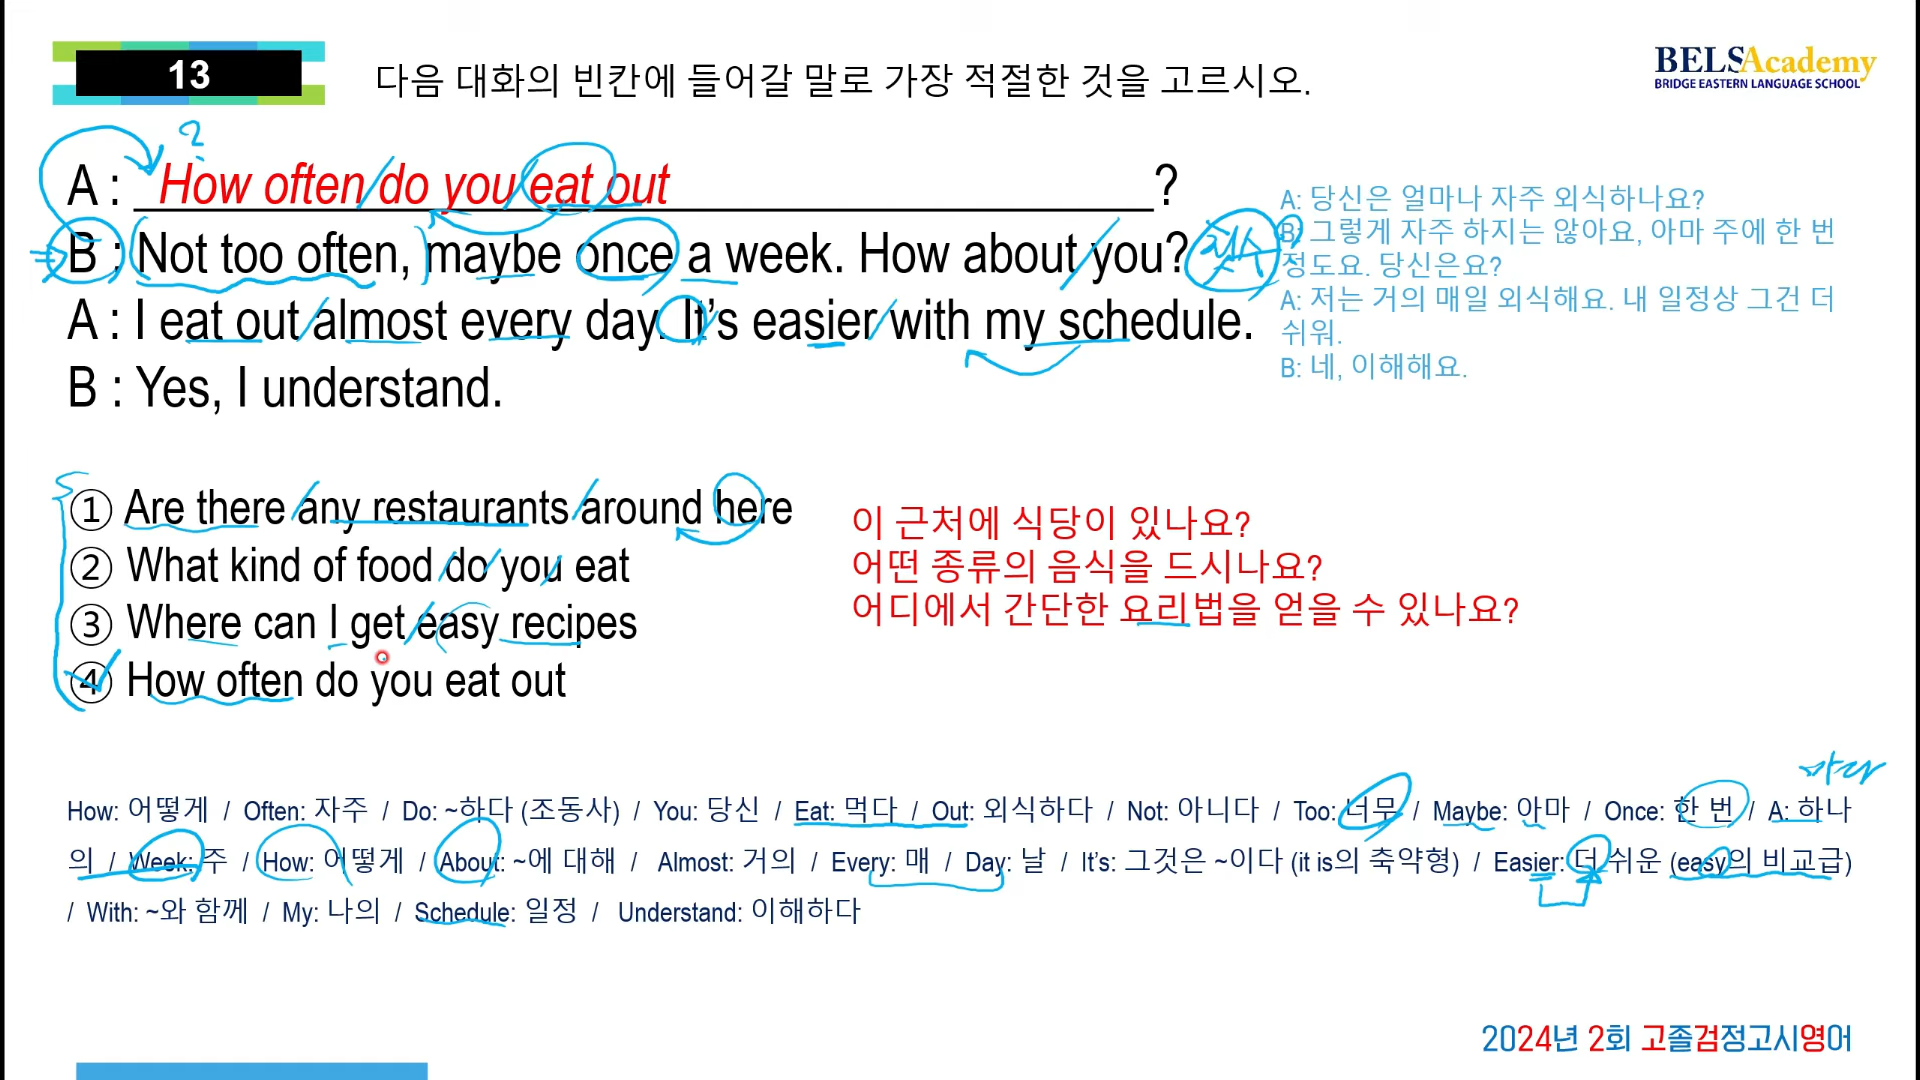 13
다음 대화의 빈칸에 들어갈 말로 가장 적절한 것을 고르시오.
BELSAcademy
BRIDGE EASTERN LANGUAGE SCHOOL
?
A : How often do you eat out ?
B : Not too often, maybe once a week. How about you? 횟수
A : I eat out almost every day. It's easier with my schedule.
B : Yes, I understand.
A: 당신은 얼마나 자주 외식하나요?
B: 그렇게 자주 하지는 않아요, 아마 주에 한 번
정도요. 당신은요?
A: 저는 거의 매일 외식해요. 내 일정상 그건 더
쉬워.
B: 네, 이해해요.
① Are there any restaurants around here
② What kind of food do you eat
③ Where can I get easy recipes
④ How often do you eat out
이 근처에 식당이 있나요?
어떤 종류의 음식을 드시나요?
어디에서 간단한 요리법을 얻을 수 있나요?
마다
How: 어떻게 / Often: 자주 / Do: ~하다 (조동사) / You: 당신 / Eat: 먹다 / Out: 외식하다 / Not: 아니다 / Too: 너무 / Maybe: 아마 / Once: 한 번 / A: 하나
의 / Week: 주 / How: 어떻게 / About: ~에 대해 / Almost: 거의 / Every: 매 / Day: 날 / It's: 그것은 ~이다 (it is의 축약형) / Easier: 더 쉬운 (easy의 비교급)
/ With: ~와 함께 / My: 나의 / Schedule: 일정 / Understand: 이해하다
2024년 2회 고졸검정고시영어